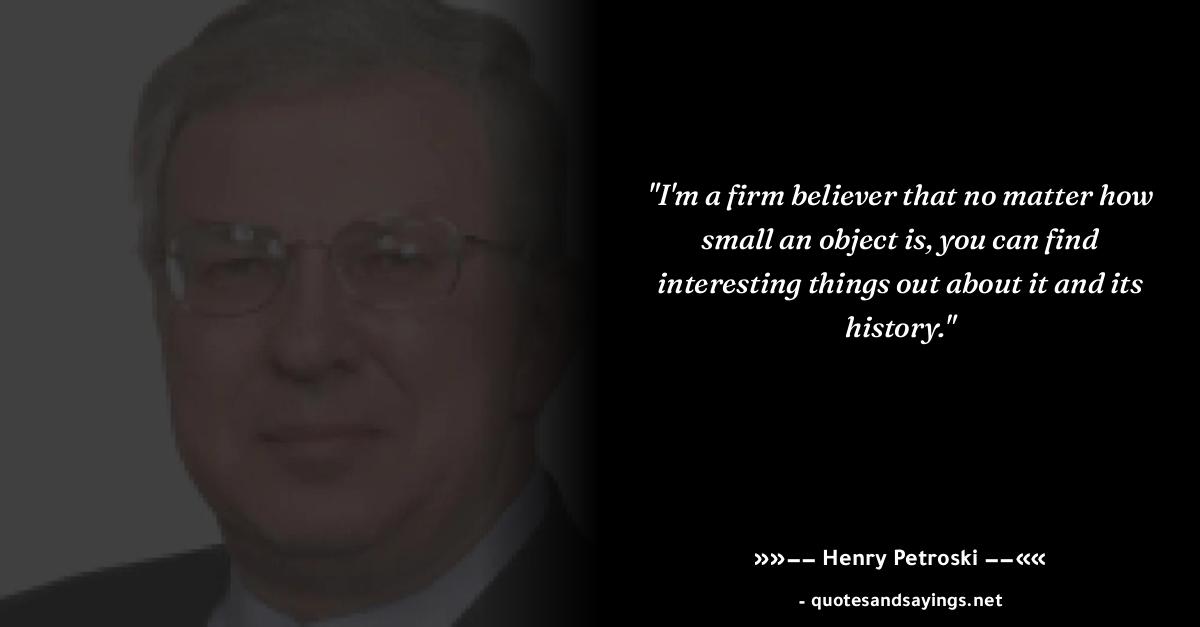 "I'm a firm believer that no matter how
small an object is, you can find
interesting things out about it and its
history."
»»−− Henry Petroski −−««
- quotesandsayings.net